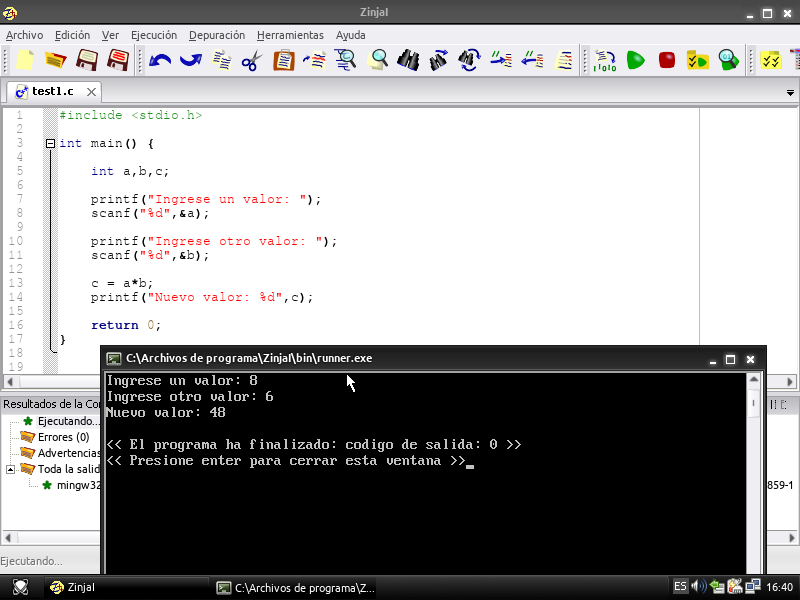 Zinjal
Archivo Edición Ver Ejecución Depuración Herramientas Ayuda
test1.c
1 #include <stdio.h>
2
3 int main() {
4
5 int a,b,c;
6
7 printf("Ingrese un valor: ");
8 scanf("%d",&a);
9
10 printf("Ingrese otro valor: ");
11 scanf("%d",&b);
12
13 c = a*b;
14 printf("Nuevo valor: %d",c);
15
16 return 0;
17 }
18
19
C:\Archivos de programa\Zinjal\bin\runner.exe
Ingrese un valor: 8
Ingrese otro valor: 6
Nuevo valor: 48
<< El programa ha finalizado: codigo de salida: 0 >>
<< Presione enter para cerrar esta ventana >>_
Resultados de la Co
Ejecutando...
Errores (0)
Advertencias
Toda la salid
mingw32
859-1
Ejecutando...
Zinjal
C:\Archivos de programa\Z...
ES
16:40